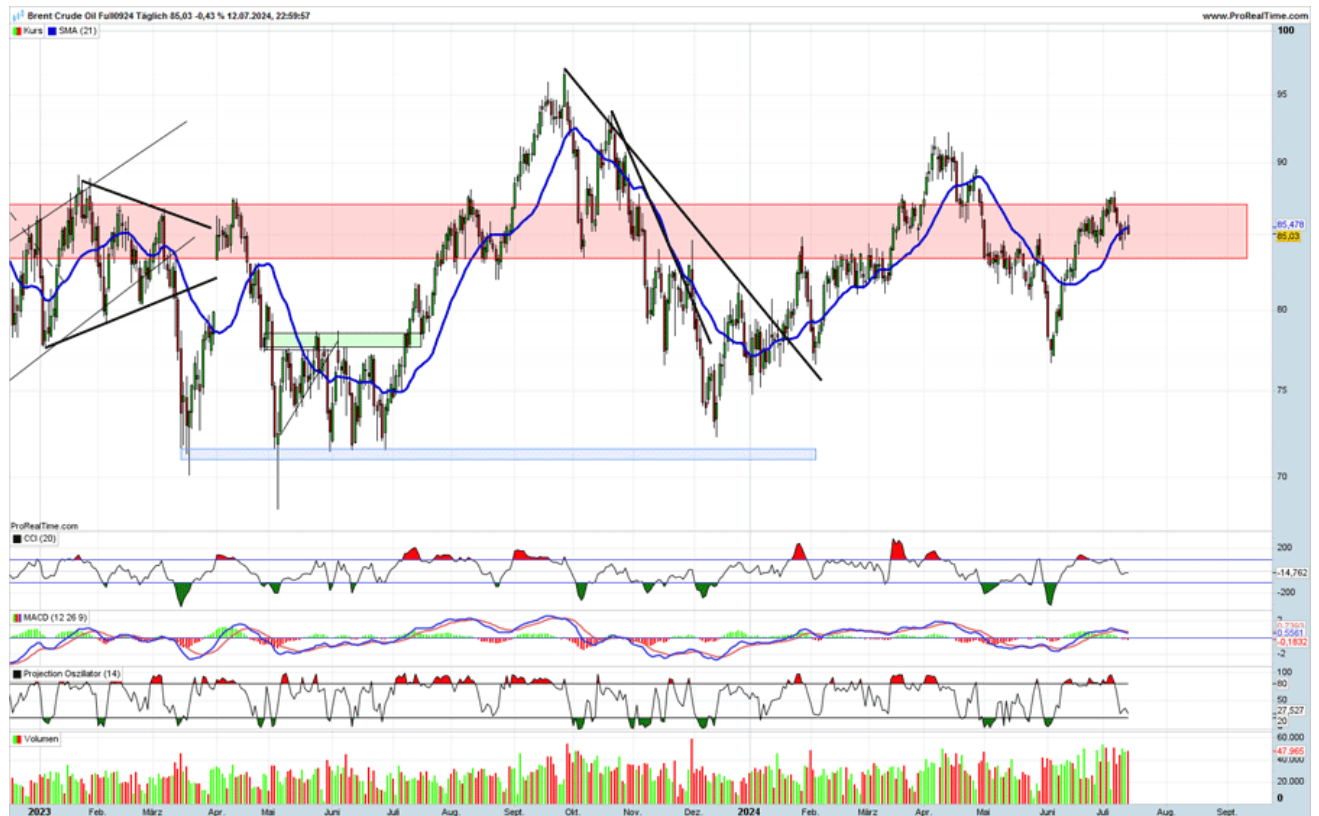 Brent Crude Oil Full0924 Täglich 85,03 -0,43 % 12.07.2024, 22:59:57
www.ProRealTime.com
Kurs SMA (21)
100
95
90
85,478
85,03
80
75
70
ProRealTime.com
CCI (20)
200
-14,762
-200
MACD (12 26 9)
0,5561
-0,1832
-2
Projection Oszillator (14)
100
80
50
27,527
20
Volumen
60.000
47.965
40.000
20.000
0
2023 Feb. März Apr. Mai Juni Juli Aug. Sept. Okt. Nov. Dez. 2024 Feb. März Apr. Mai Juni Juli Aug. Sept.